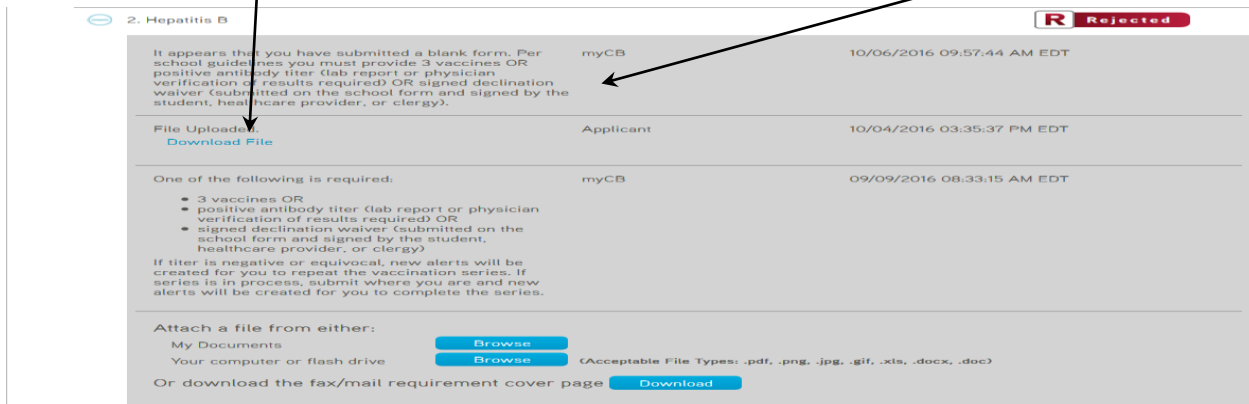 2. Hepatitis B
R Rejected
It appears that you have submitted a blank form. Per
school guidelines you must provide 3 vaccines OR
positive antibody titer (lab report or physician
verification of results required) OR signed declination
waiver (submitted on the school form and signed by the
student, healthcare provider, or clergy).
myCB
10/06/2016 09:57:44 AM EDT
File Uploaded.
Download File
Applicant
10/04/2016 03:35:37 PM EDT
One of the following is required:
• 3 vaccines OR
• positive antibody titer (lab report or physician
verification of results required) OR
• signed declination waiver (submitted on the
school form and signed by the student,
healthcare provider, or clergy)
If titer is negative or equivocal, new alerts will be
created for you to repeat the vaccination series. If
series is in process, submit where you are and new
alerts will be created for you to complete the series.
myCB
09/09/2016 08:33:15 AM EDT
Attach a file from either:
My Documents Browse
Your computer or flash drive Browse (Acceptable File Types: .pdf, .png, .jpg, .gif, .xls, .docx, .doc)
Or download the fax/mail requirement cover page Download